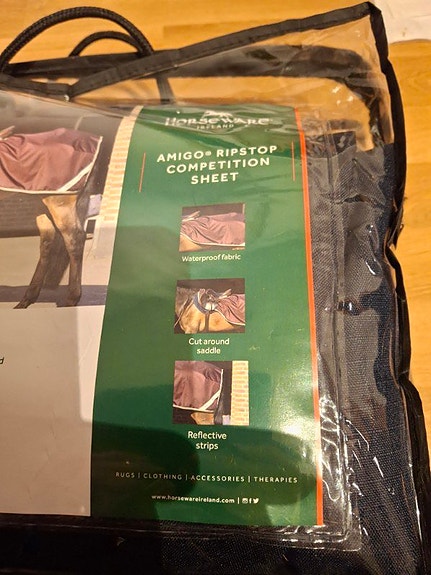 HORSEWARE
IRELAND
AMIGO® RIPSTOP
COMPETITION
SHEET
Waterproof fabric
Cut around
saddle
Reflective
strips
RUGS | CLOTHING | ACCESSORIES | THERAPIES
www.horsewareireland.com |